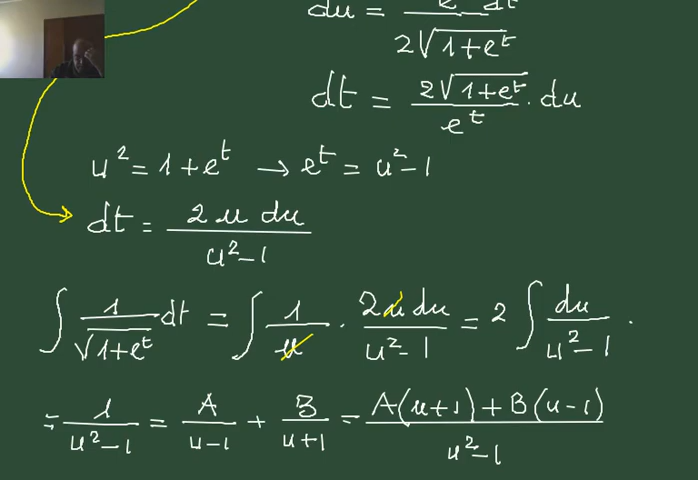 du = e^t dt / 2√(1+e^t)
dt = 2√(1+e^t) / e^t · du
u² = 1+e^t → e^t = u²-1
dt = 2u du / u²-1
∫ 1/√(1+e^t) dt = ∫ 1/u · 2u du / u²-1 = 2 ∫ du / u²-1 .
= 1/u²-1 = A/u-1 + B/u+1 = A(u+1)+B(u-1) / u²-1